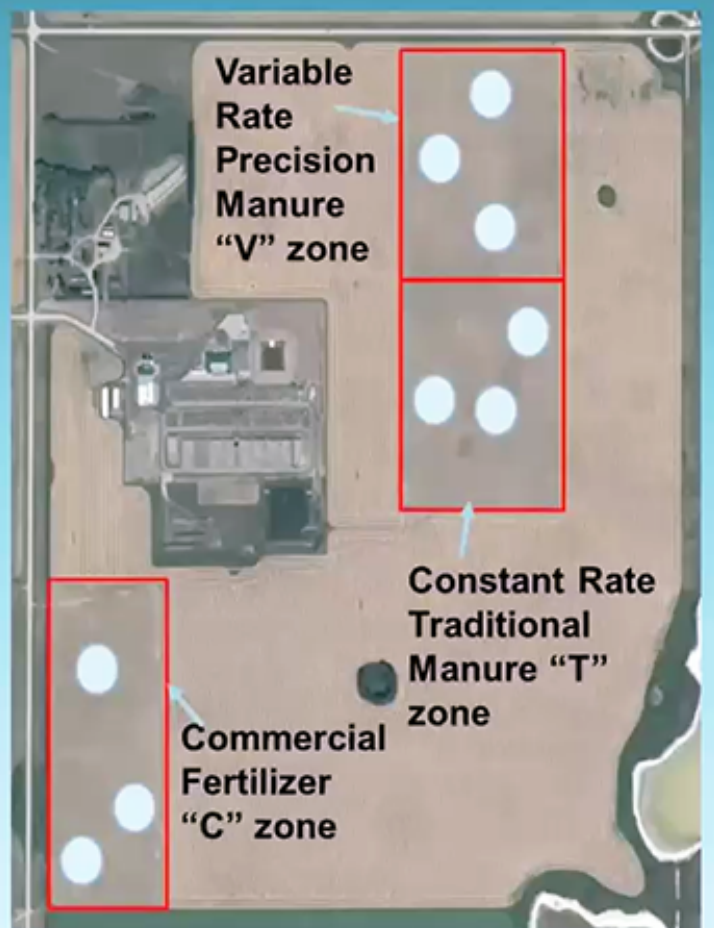 Variable
Rate
Precision
Manure
“V” zone
Constant Rate
Traditional
Manure “T”
zone
Commercial
Fertilizer
“C” zone